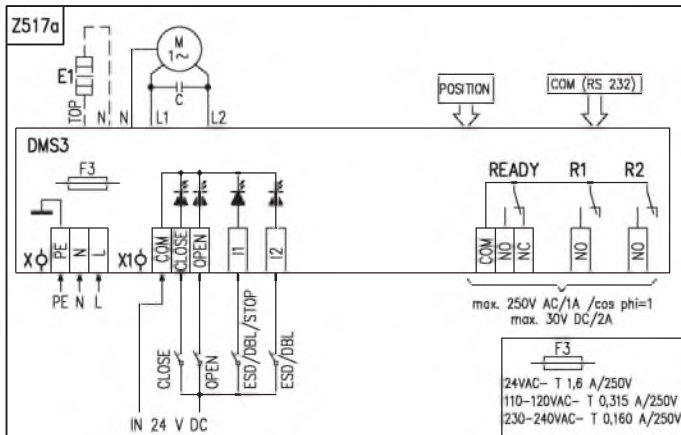 Z517a
M
1~
E1
TOP
N
N
L1
C
L2
POSITION
COM (RS 232)
DMS3
F3
READY
R1
R2
X
PE
N
L
X1
COM
CLOSE
OPEN
I1
I2
COM
NO
NC
NO
NO
PE N L
max. 250V AC/1A /cos phi=1
max. 30V DC/2A
CLOSE
OPEN
ESD/DBL/STOP
ESD/DBL
IN 24 V DC
F3
24VAC- T 1,6 A/250V
110-120VAC- T 0,315 A/250V
230-240VAC- T 0,160 A/250V